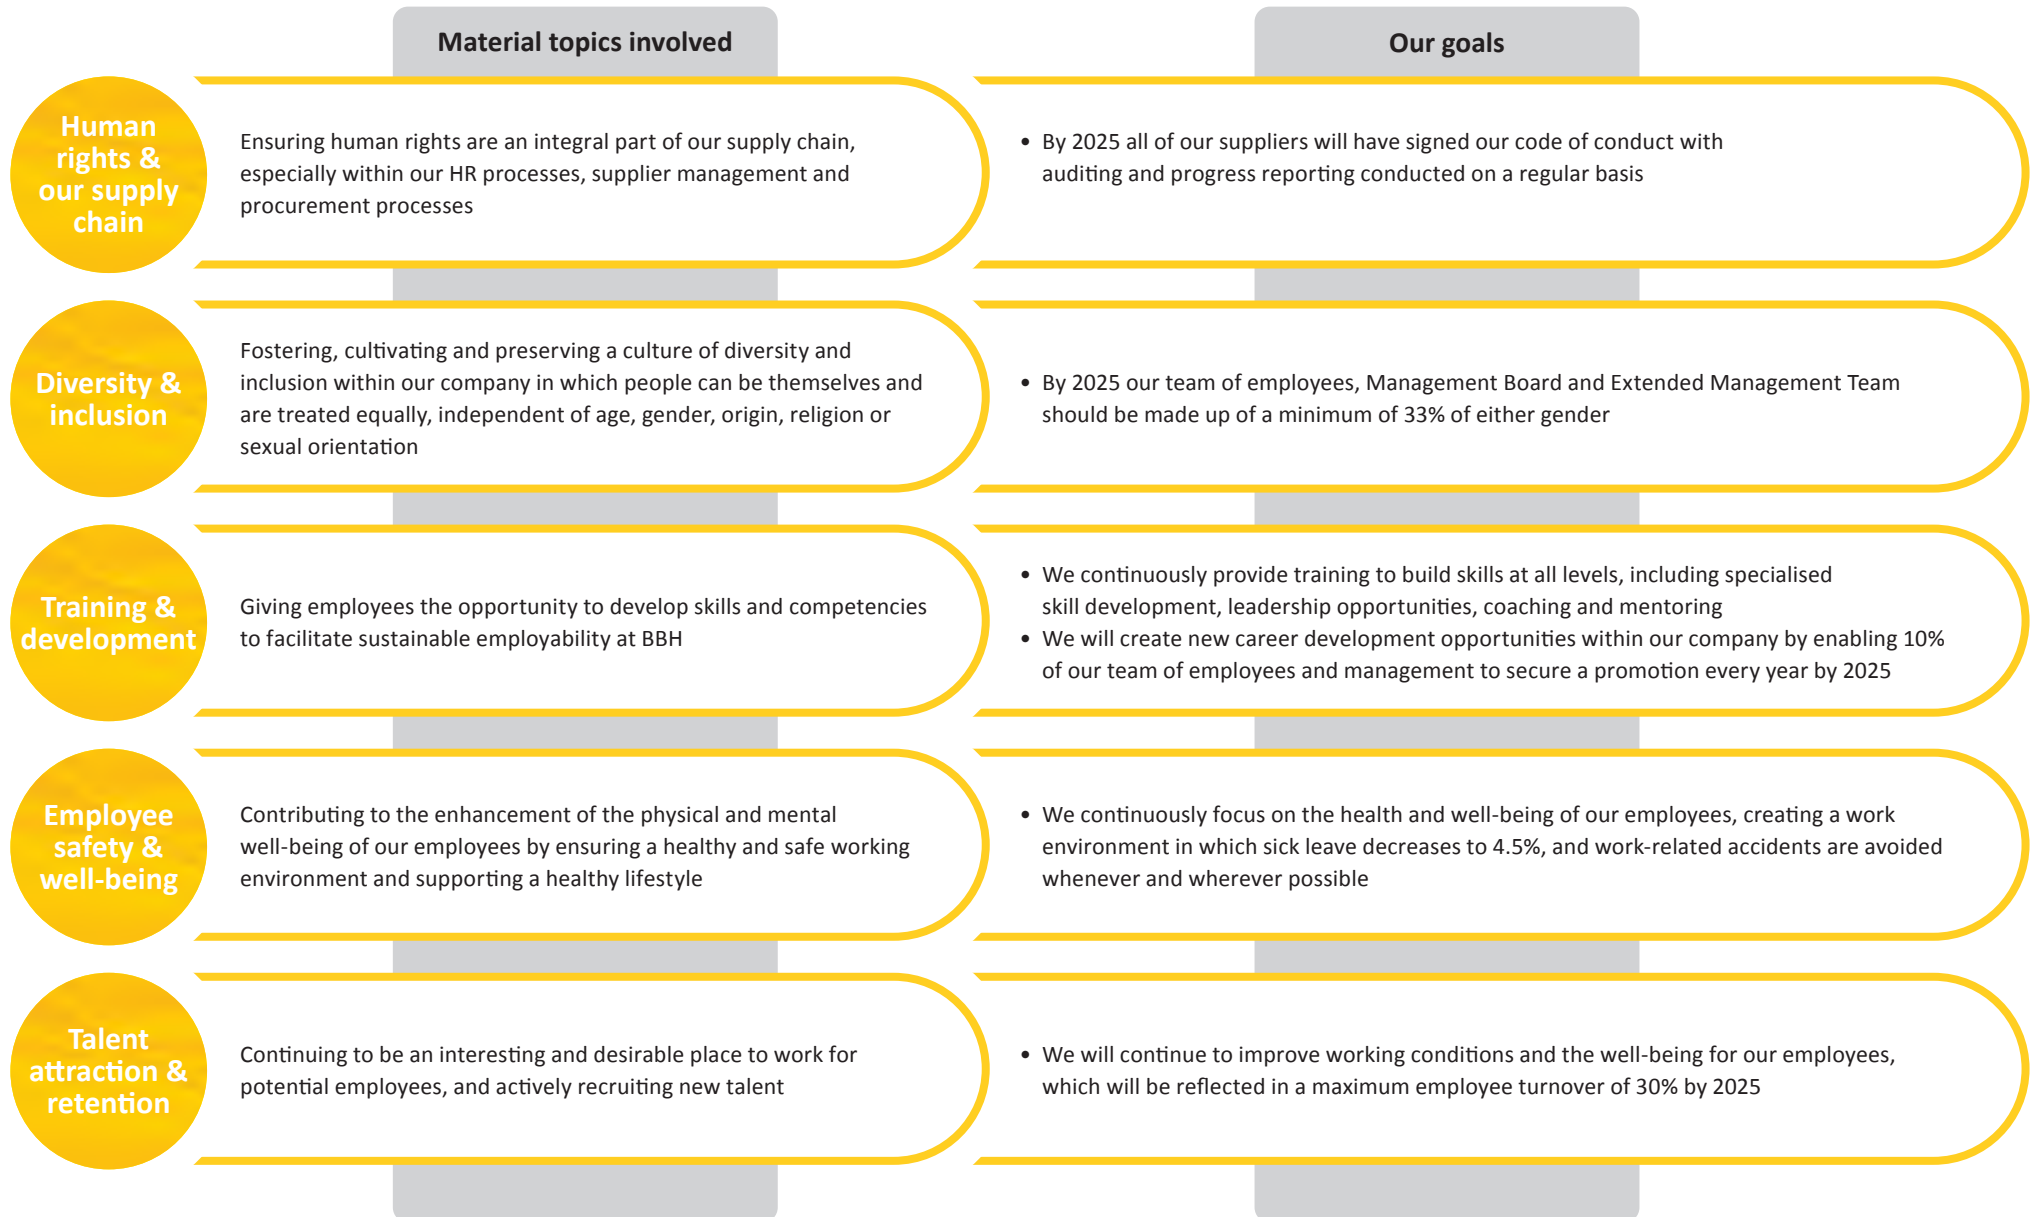 Material topics involved
Our goals
Human
rights &
our supply
chain
Ensuring human rights are an integral part of our supply chain,
especially within our HR processes, supplier management and
procurement processes
• By 2025 all of our suppliers will have signed our code of conduct with
auditing and progress reporting conducted on a regular basis
Diversity &
inclusion
Fostering, cultivating and preserving a culture of diversity and
inclusion within our company in which people can be themselves and
are treated equally, independent of age, gender, origin, religion or
sexual orientation
• By 2025 our team of employees, Management Board and Extended Management Team
should be made up of a minimum of 33% of either gender
Training &
development
Giving employees the opportunity to develop skills and competencies
to facilitate sustainable employability at BBH
• We continuously provide training to build skills at all levels, including specialised
skill development, leadership opportunities, coaching and mentoring
• We will create new career development opportunities within our company by enabling 10%
of our team of employees and management to secure a promotion every year by 2025
Employee
safety &
well-being
Contributing to the enhancement of the physical and mental
well-being of our employees by ensuring a healthy and safe working
environment and supporting a healthy lifestyle
• We continuously focus on the health and well-being of our employees, creating a work
environment in which sick leave decreases to 4.5%, and work-related accidents are avoided
whenever and wherever possible
Talent
attraction &
retention
Continuing to be an interesting and desirable place to work for
potential employees, and actively recruiting new talent
• We will continue to improve working conditions and the well-being for our employees,
which will be reflected in a maximum employee turnover of 30% by 2025